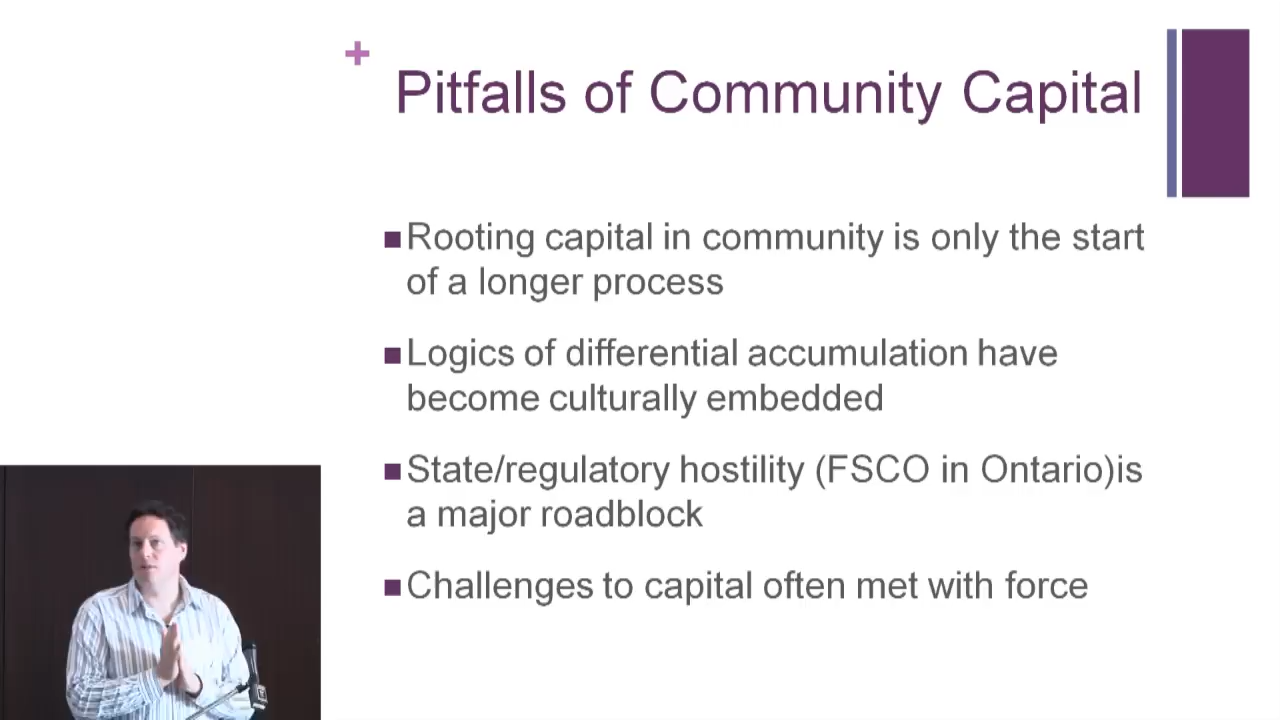 +
Pitfalls of Community Capital
■Rooting capital in community is only the start
of a longer process
■Logics of differential accumulation have
become culturally embedded
■State/regulatory hostility (FSCO in Ontario)is
a major roadblock
■Challenges to capital often met with force